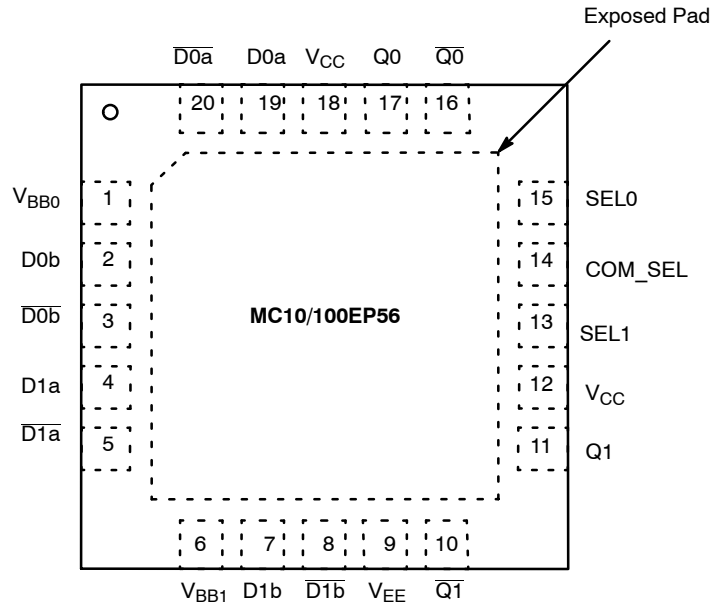 Exposed Pad
D0a D0a VCC Q0 Q0
20 19 18 17 16
VBB0 1
D0b 2
D0b 3
D1a 4
D1a 5
MC10/100EP56
15 SEL0
14 COM_SEL
13 SEL1
12 VCC
11 Q1
6 7 8 9 10
VBB1 D1b D1b VEE Q1